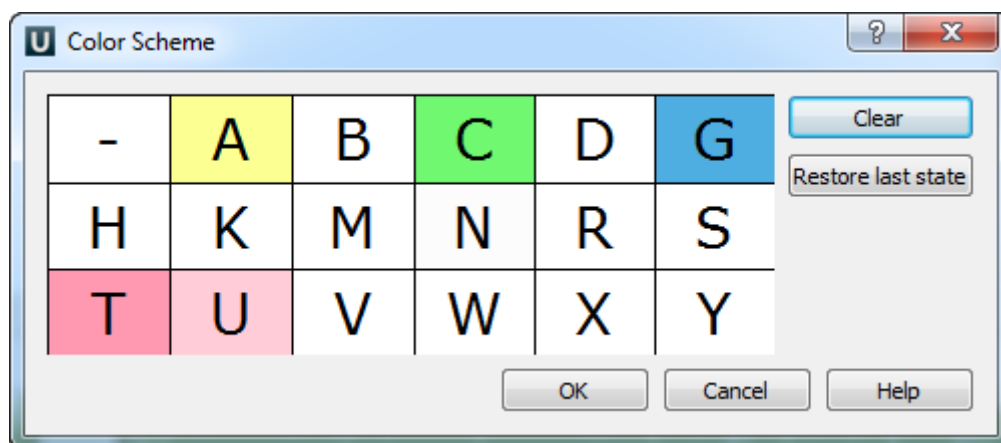 U Color Scheme ?
- A B C D G Clear
Restore last state
H K M N R S
T U V W X Y
OK Cancel Help